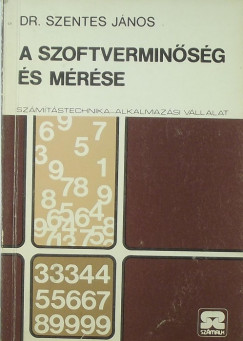 DR. SZENTES JÁNOS
A SZOFTVERMINŐSÉG
ÉS MÉRÉSE
SZÁMÍTÁSTECHNIKA-ALKALMAZÁSI VÁLLALAT
33344
55667
89999
SZÁMALK